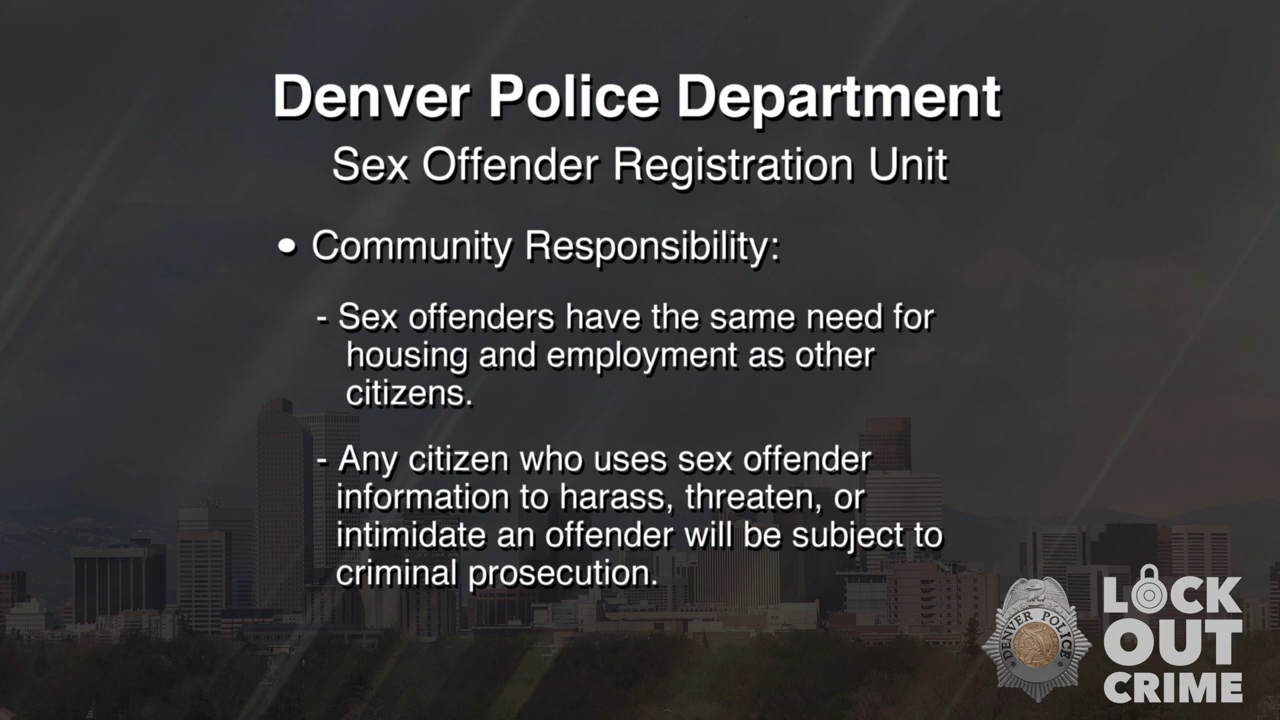 Denver Police Department
Sex Offender Registration Unit
• Community Responsibility:
- Sex offenders have the same need for
housing and employment as other
citizens.
- Any citizen who uses sex offender
information to harass, threaten, or
intimidate an offender will be subject to
criminal prosecution.
DENVER POLICE
LOCK
OUT
CRIME